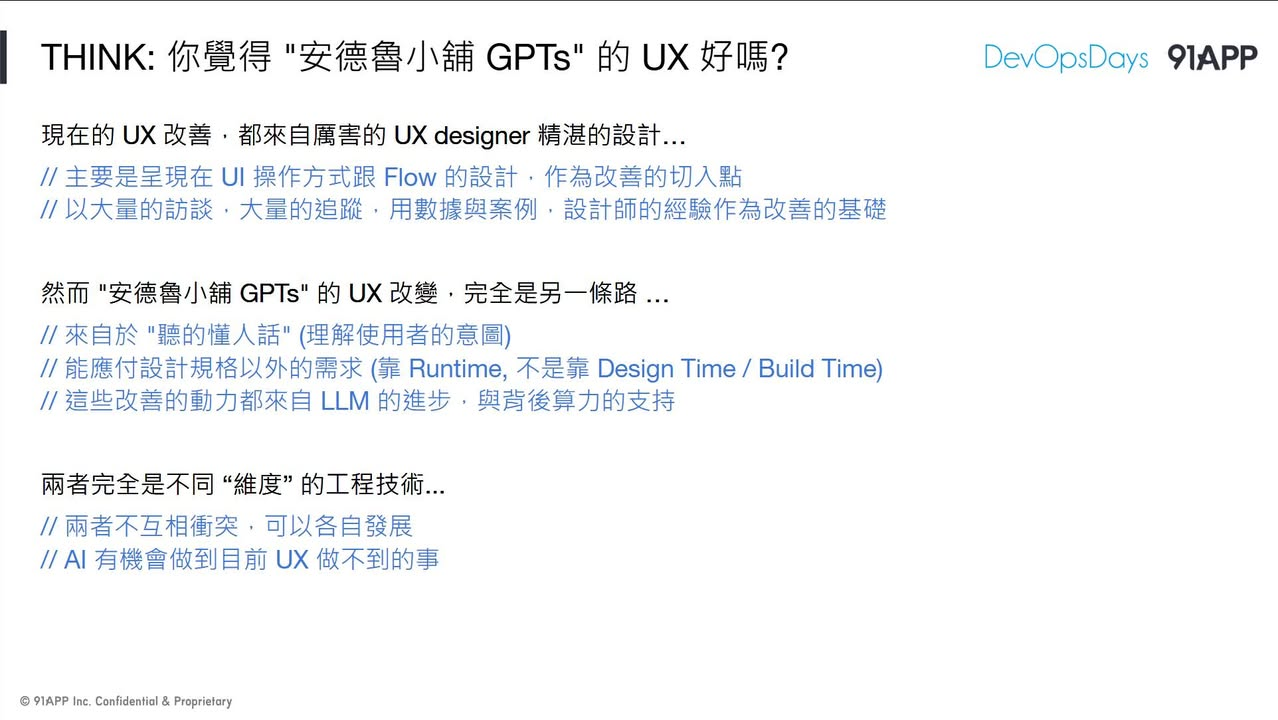 THINK: 你覺得 "安德魯小舖 GPTs" 的 UX 好嗎?
DevOpsDays 91APP
現在的 UX 改善，都來自厲害的 UX designer 精湛的設計…
// 主要是呈現在 UI 操作方式跟 Flow 的設計，作為改善的切入點
// 以大量的訪談，大量的追蹤，用數據與案例，設計師的經驗作為改善的基礎
然而 "安德魯小舖 GPTs" 的 UX 改變，完全是另一條路 …
// 來自於 "聽的懂人話" (理解使用者的意圖)
// 能應付設計規格以外的需求 (靠 Runtime, 不是靠 Design Time / Build Time)
// 這些改善的動力都來自 LLM 的進步，與背後算力的支持
兩者完全是不同 “維度” 的工程技術...
// 兩者不互相衝突，可以各自發展
// AI 有機會做到目前 UX 做不到的事
© 91APP Inc. Confidential & Proprietary